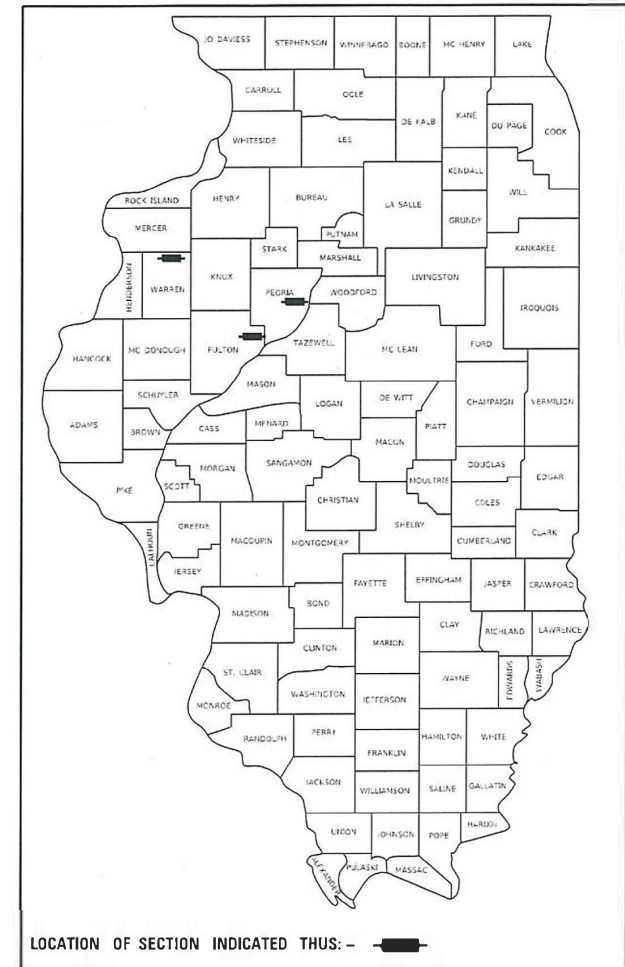 JO DAVIESS STEPHENSON WINNEBAGO BOONE MC HENRY LAKE
CARROLL OGLE
DE KALB KANE DU PAGE COOK
WHITESIDE LEE
KENDALL
WILL
ROCK ISLAND HENRY BUREAU LA SALLE
GRUNDY
MERCER PUTNAM
STARK MARSHALL KANKAKEE
HENDERSON WARREN KNUX PEORIA WOODFORD LIVINGSTON
IROQUOIS
HANCOCK MC DONOUGH FULTON TAZEWELL MC LEAN FORD
MASON
SCHUYLER LOGAN DE WITT CHAMPAIGN VERMILION
ADAMS BROWN CASS MENARD PIATT
MACON
MORGAN SANGAMON DOUGLAS
PIKE SCOTT CHRISTIAN MOULTRIE EDGAR
COLES
GREENE MACOUPIN MONTGOMERY SHELBY
CALHOUN CUMBERLAND CLARK
JERSEY
FAYETTE EFFINGHAM JASPER CRAWFORD
MADISON BOND
CLAY RICHLAND LAWRENCE
CLINTON MARION
ST. CLAIR WAYNE EDWARDS WABASH
WASHINGTON JEFFERSON
MONROE
RANDOLPH PERRY HAMILTON WHITE
FRANKLIN
JACKSON WILLIAMSON SALINE GALLATIN
UNION JOHNSON POPE HARDIN
ALEXANDER PULASKI MASSAC
LOCATION OF SECTION INDICATED THUS: -